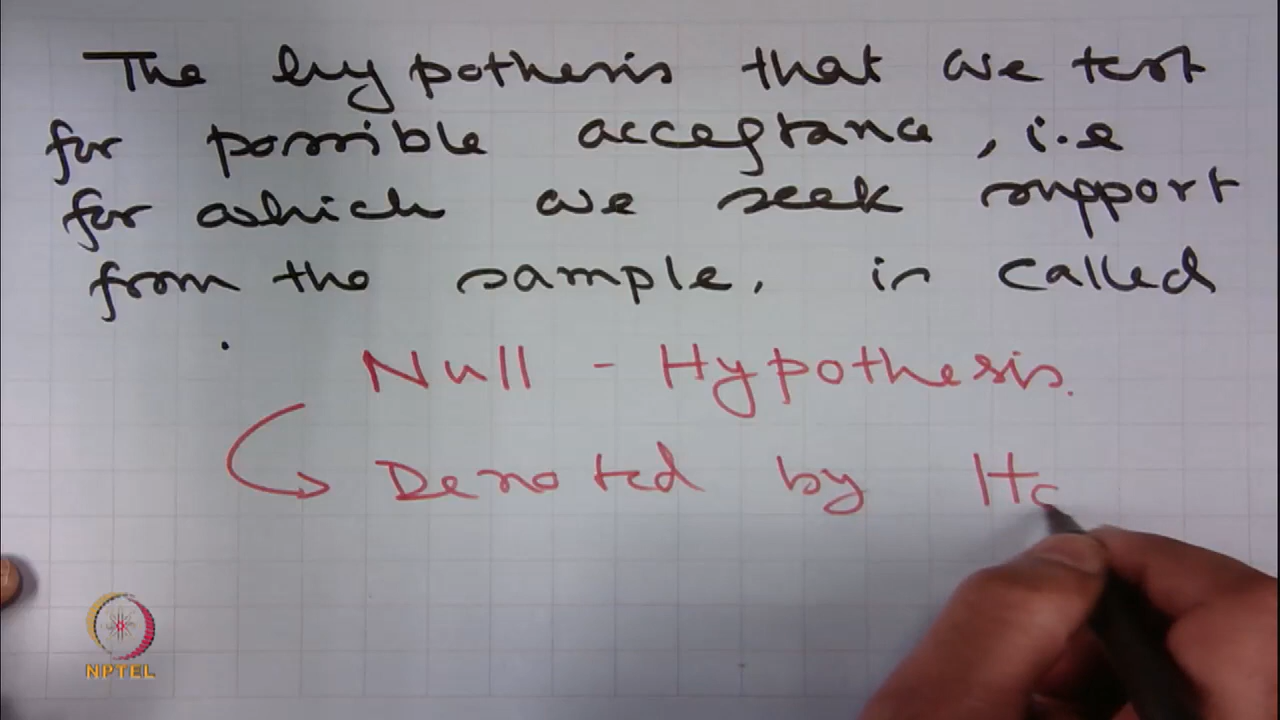 The hypothesis that we test
for possible acceptance, i.e
for which we seek support
from the sample, is called
Null - Hypothesis.
Denoted by H0
NPTEL